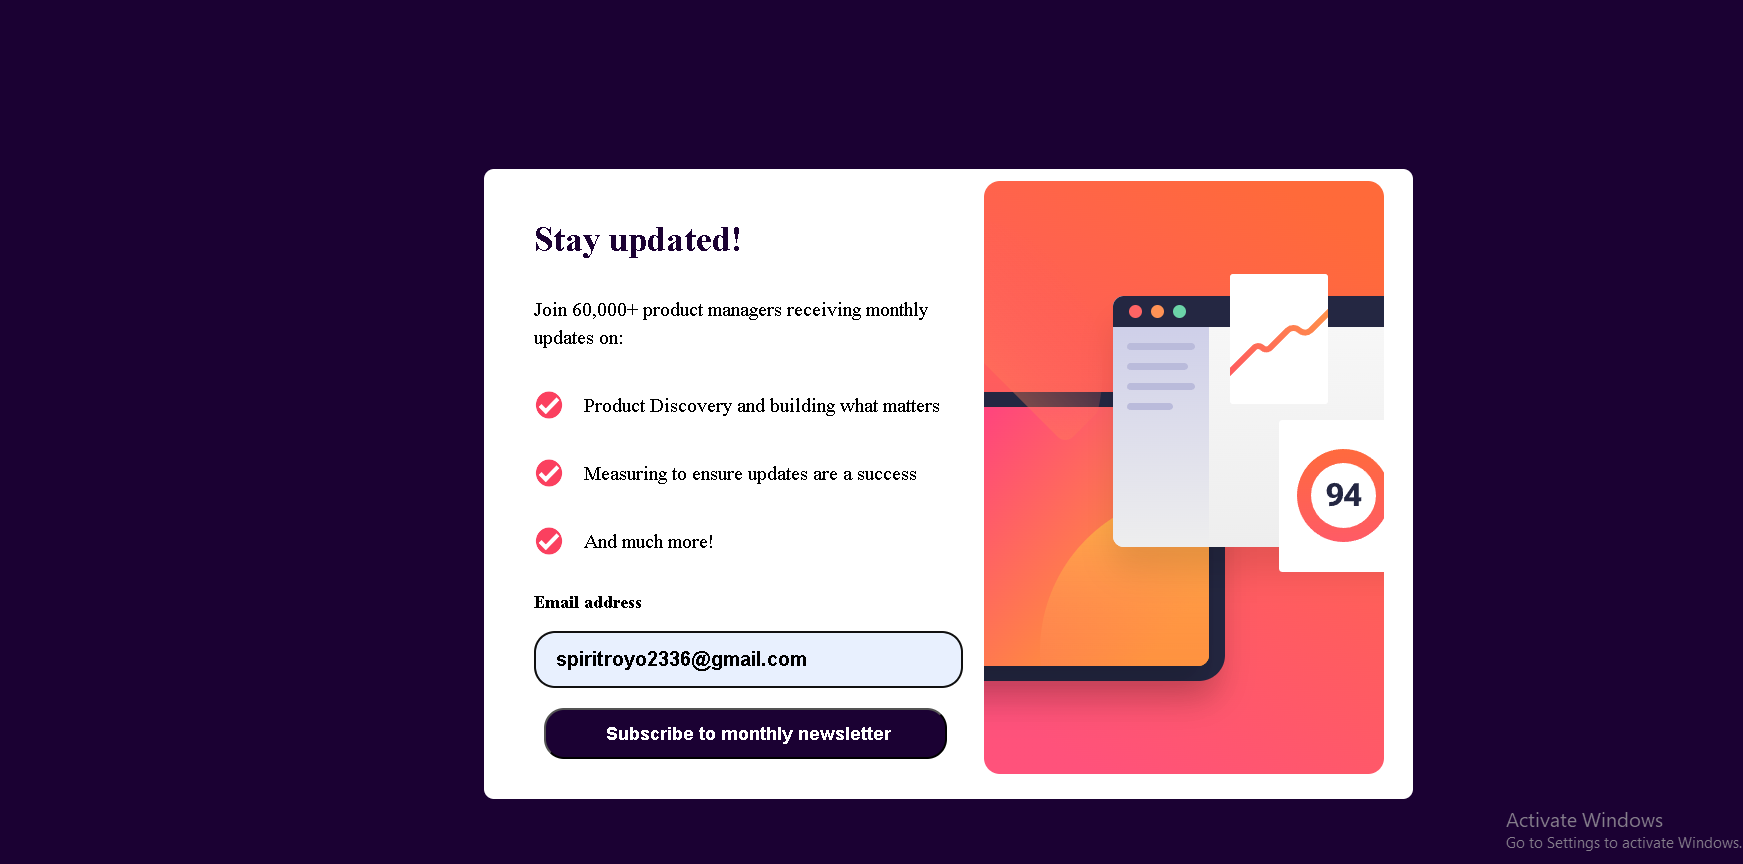 Stay updated!
Join 60,000+ product managers receiving monthly
updates on:
Product Discovery and building what matters
Measuring to ensure updates are a success
And much more!
Email address
spiritroyo2336@gmail.com
Subscribe to monthly newsletter
94
Activate Windows
Go to Settings to activate Windows.